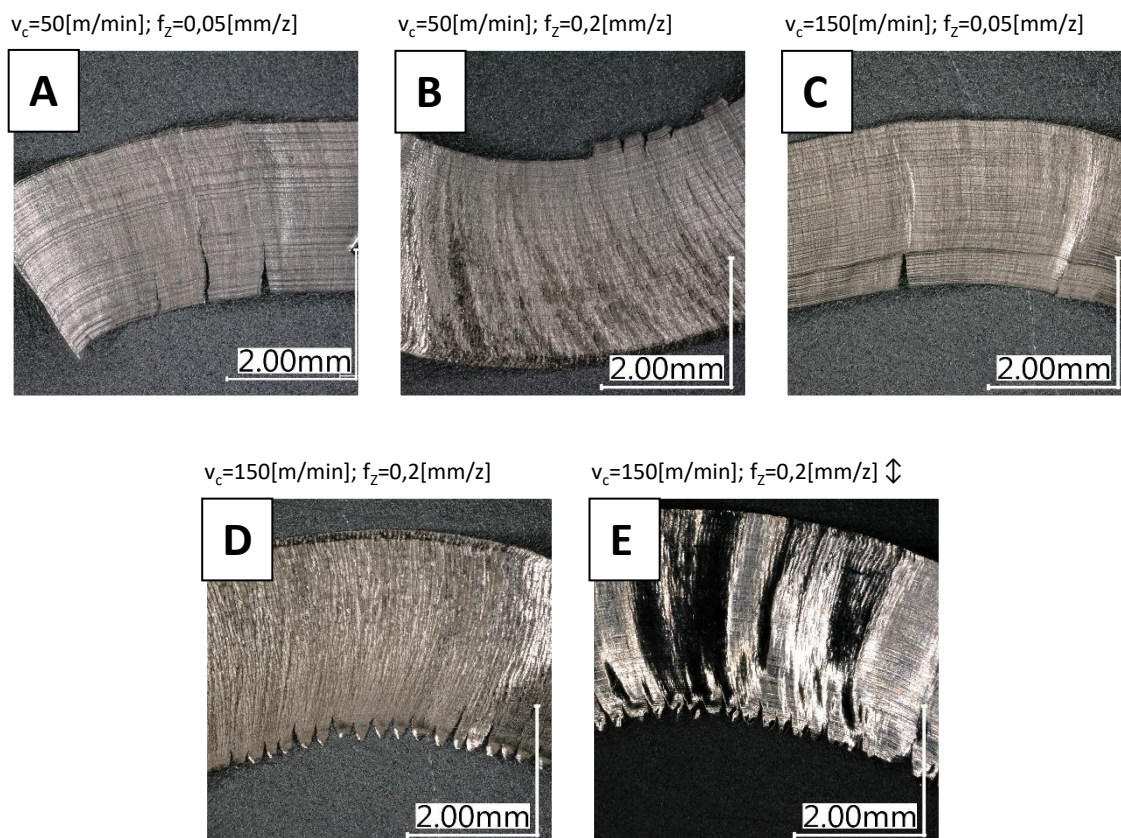 v_c=50[m/min]; f_Z=0,05[mm/z]
v_c=50[m/min]; f_Z=0,2[mm/z]
v_c=150[m/min]; f_Z=0,05[mm/z]
A
B
C
2.00mm
2.00mm
2.00mm
v_c=150[m/min]; f_Z=0,2[mm/z]
v_c=150[m/min]; f_Z=0,2[mm/z] ↕
D
E
2.00mm
2.00mm